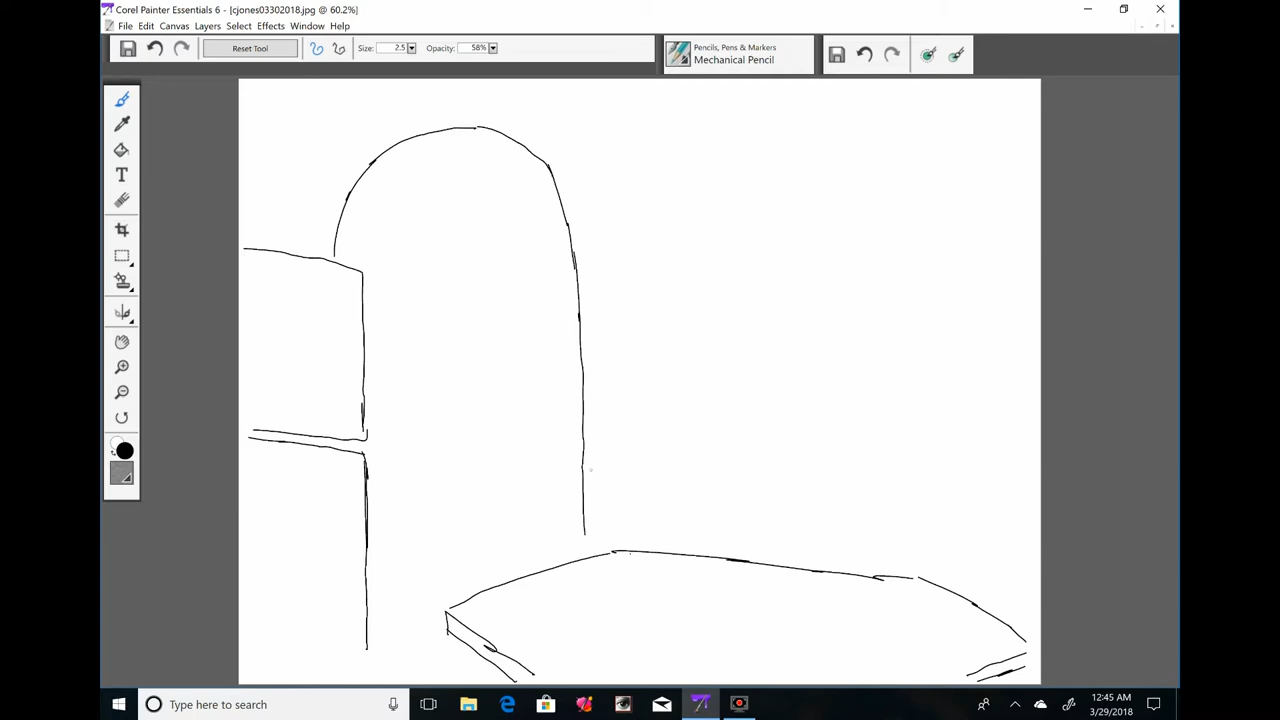 Corel Painter Essentials 6 - [cjones03302018.jpg @ 60.2%]
File Edit Canvas Layers Select Effects Window Help
Reset Tool Size: 2.5 Opacity: 58%
Pencils, Pens & Markers
Mechanical Pencil
T
Type here to search
12:45 AM
3/29/2018